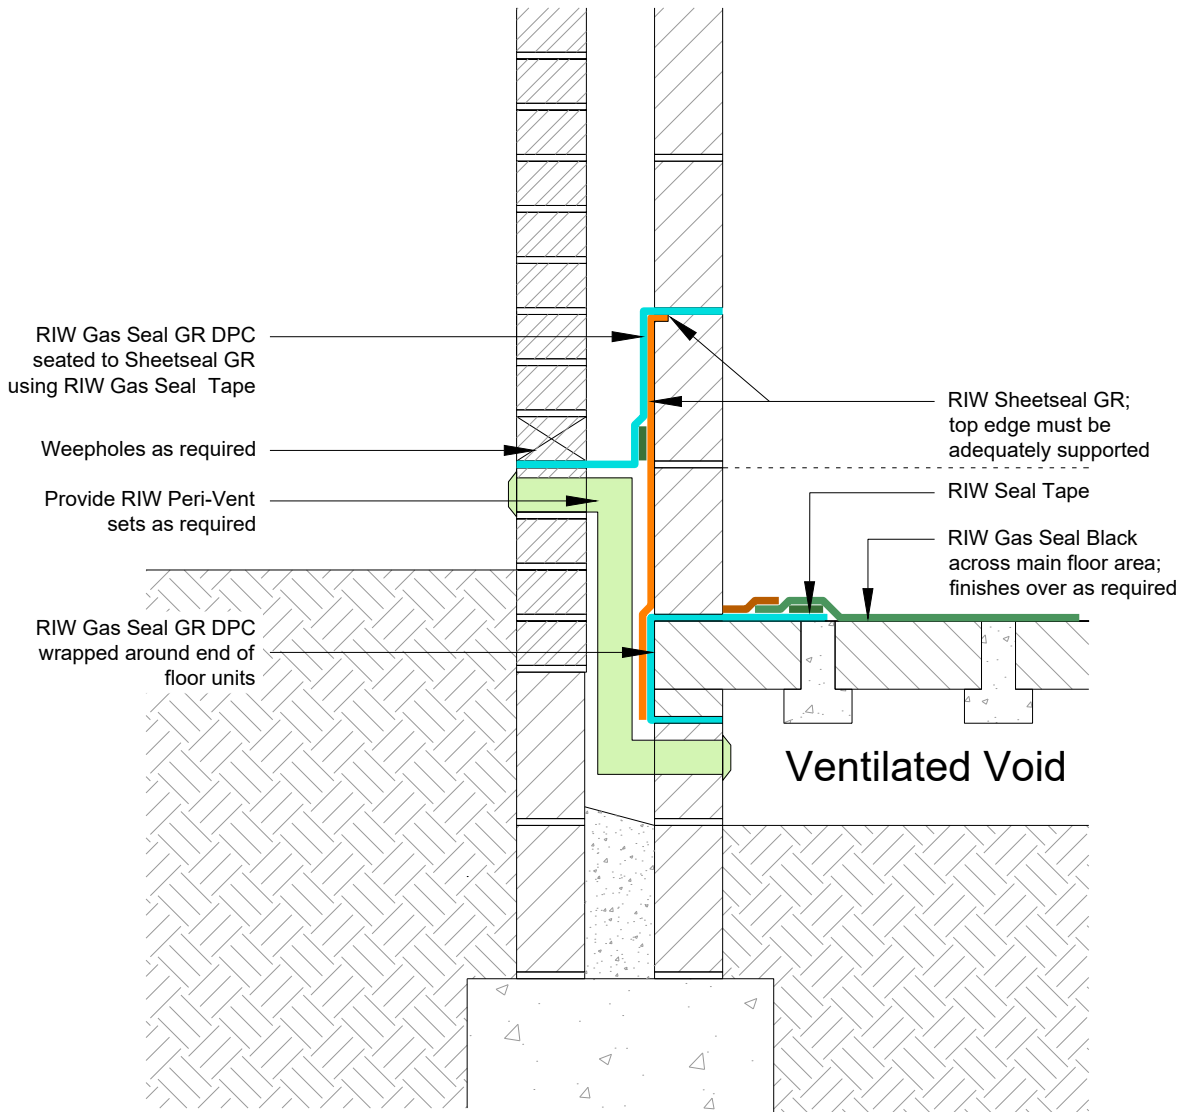 RIW Gas Seal GR DPC
seated to Sheetseal GR
using RIW Gas Seal Tape
Weepholes as required
Provide RIW Peri-Vent
sets as required
RIW Gas Seal GR DPC
wrapped around end of
floor units
RIW Sheetseal GR;
top edge must be
adequately supported
RIW Seal Tape
RIW Gas Seal Black
across main floor area;
finishes over as required
Ventilated Void